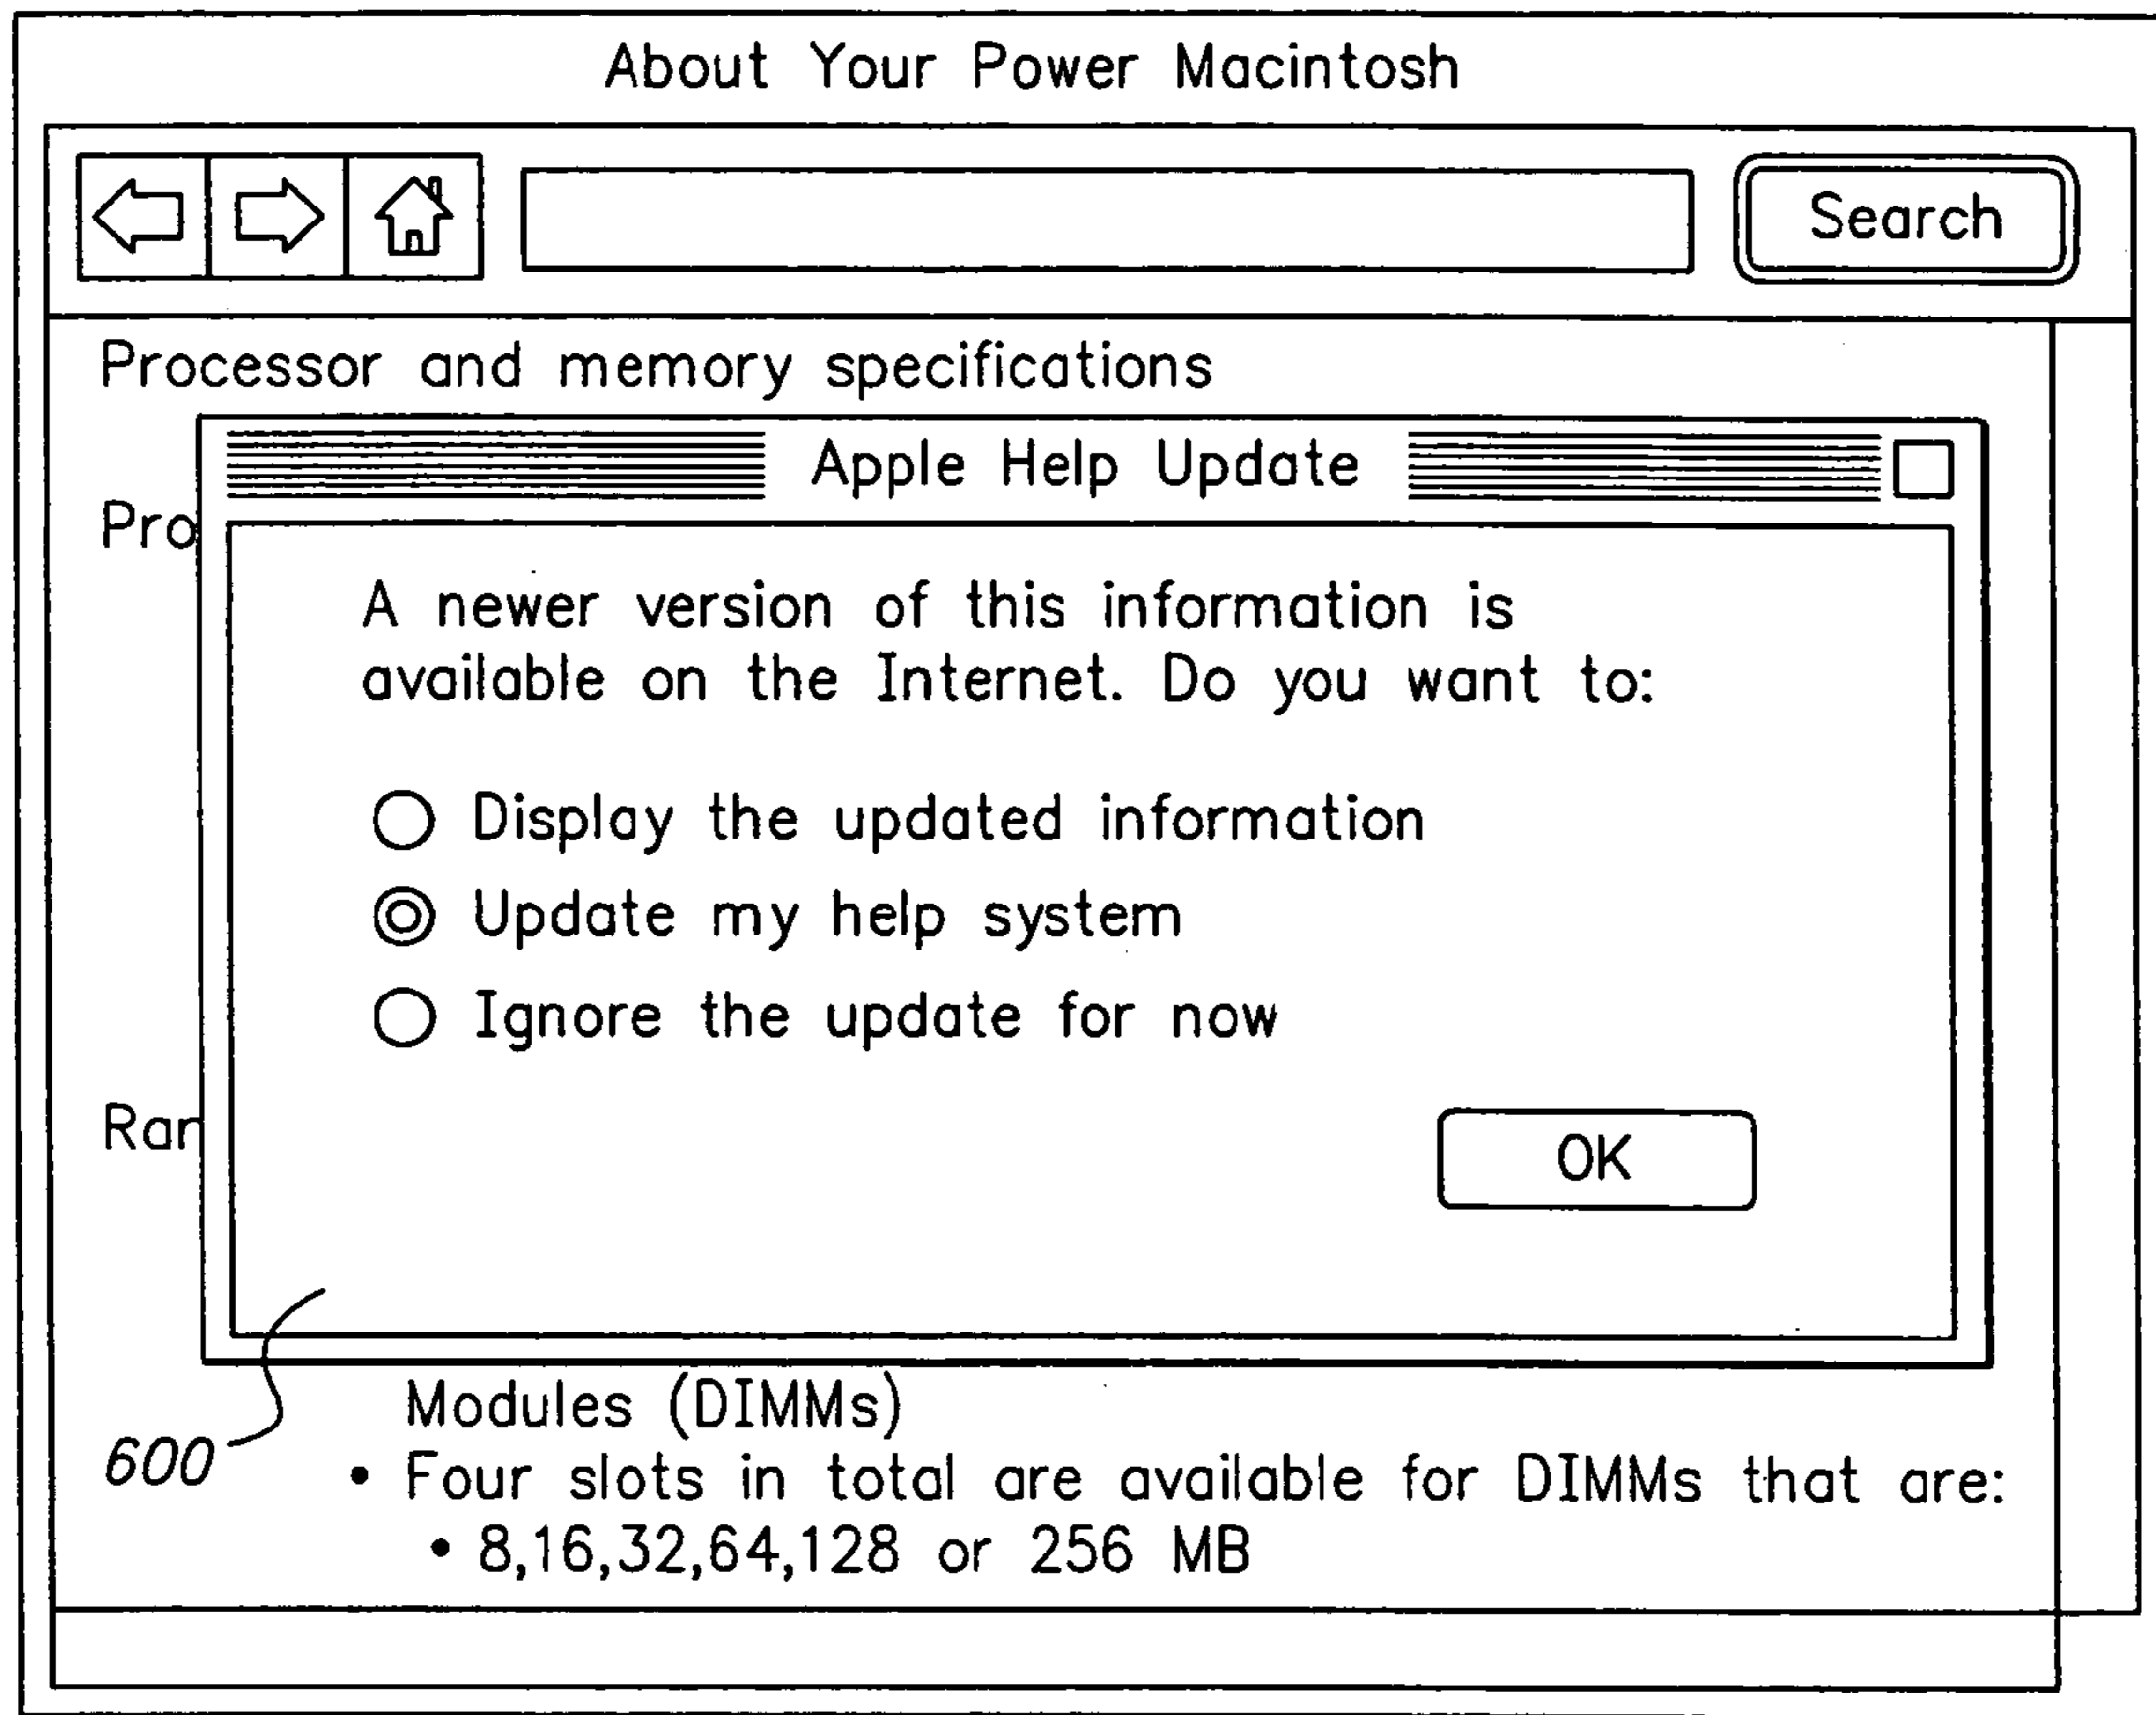 About Your Power Macintosh
Search
Processor and memory specifications
Apple Help Update
Pro
A newer version of this information is
available on the Internet. Do you want to:
Display the updated information
Update my help system
Ignore the update for now
Ran
OK
Modules (DIMMs)
600
• Four slots in total are available for DIMMs that are:
• 8,16,32,64,128 or 256 MB